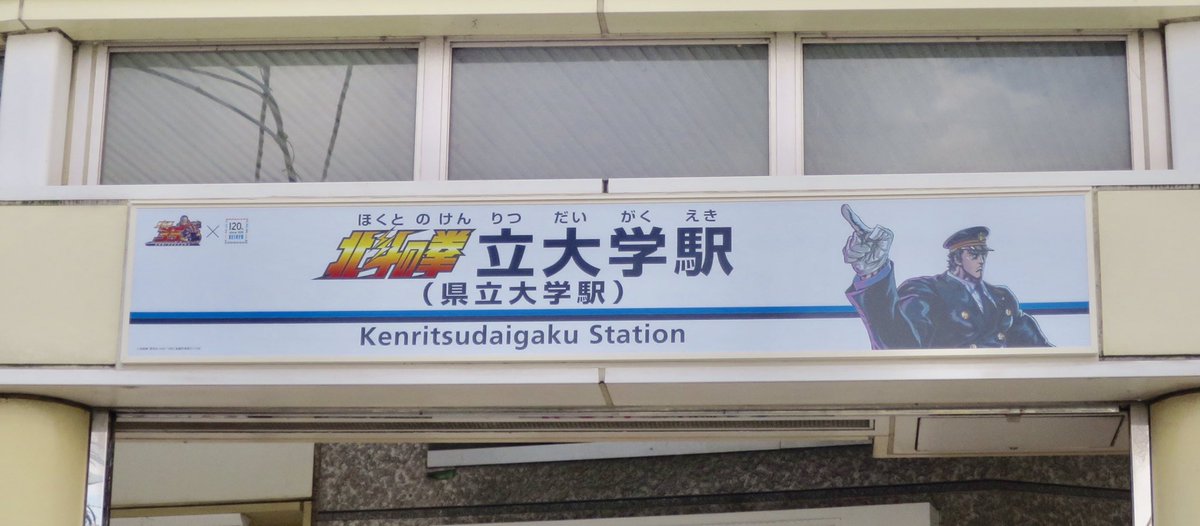 × 120
ほくと の けん りつ だい がく えき
北斗の拳 立大学駅
(県立大学駅)
Kenritsudaigaku Station